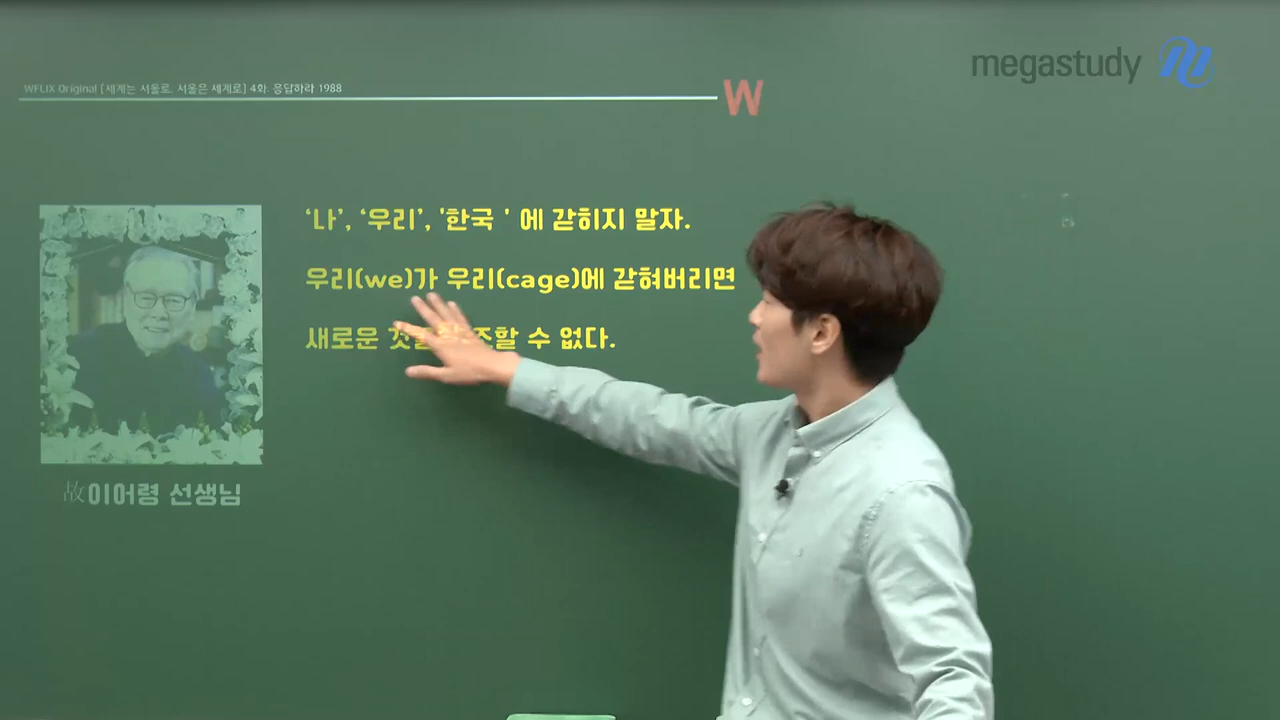 megastudy
WFLIX Original [세계는 서울로, 서울은 세계로] 4화. 응답하라 1988
W
‘나’, ‘우리’, '한국 ' 에 갇히지 말자.
우리(we)가 우리(cage)에 갇혀버리면
새로운 할 수 없다.
故이어령 선생님